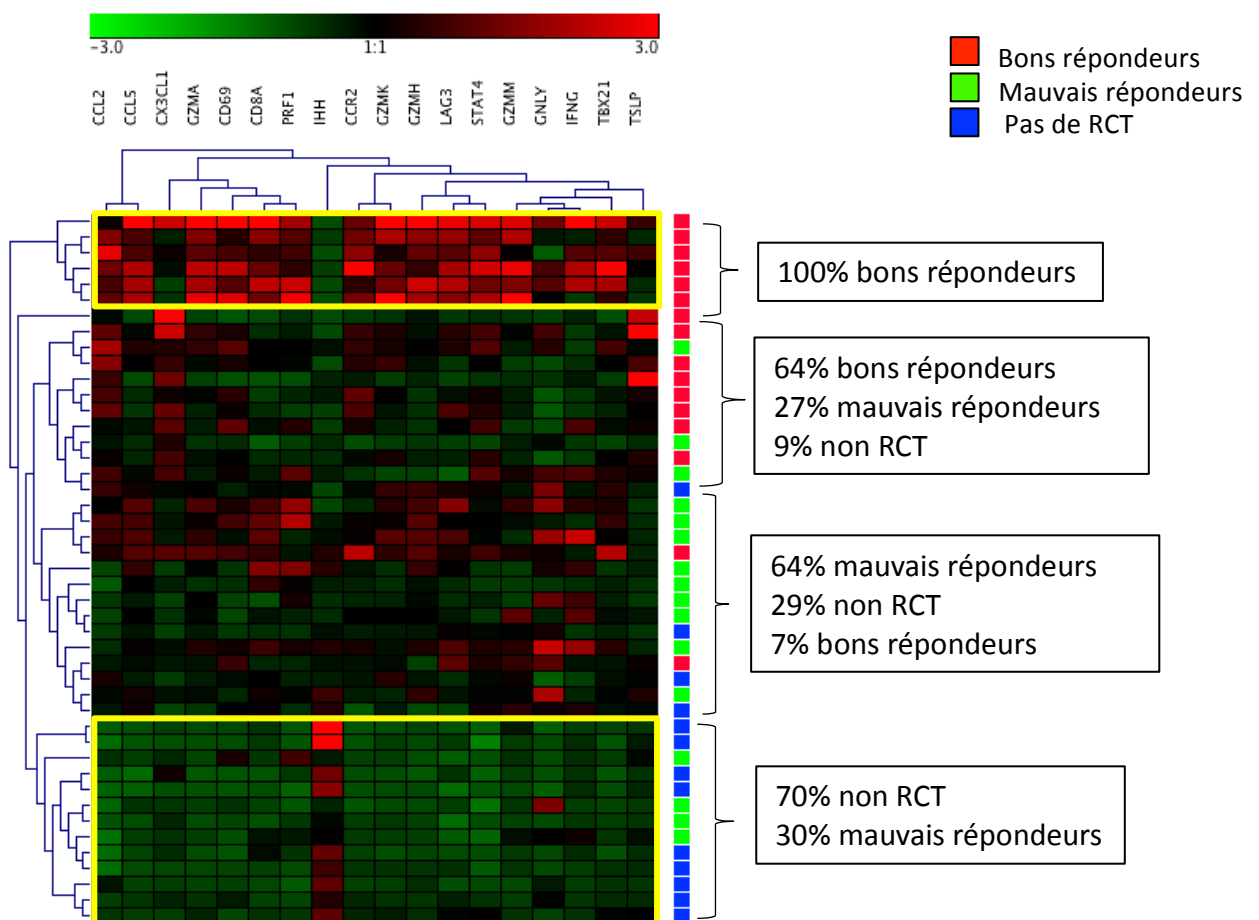 -3.0
1:1
3.0
CCL2
CCL5
CX3CL1
GZMA
CD69
CD8A
PRF1
IHH
CCR2
GZMK
GZMH
LAG3
STAT4
GZMM
GNLY
IFNG
TBX21
TSLP
Bons répondeurs
Mauvais répondeurs
Pas de RCT
100% bons répondeurs
64% bons répondeurs
27% mauvais répondeurs
9% non RCT
64% mauvais répondeurs
29% non RCT
7% bons répondeurs
70% non RCT
30% mauvais répondeurs